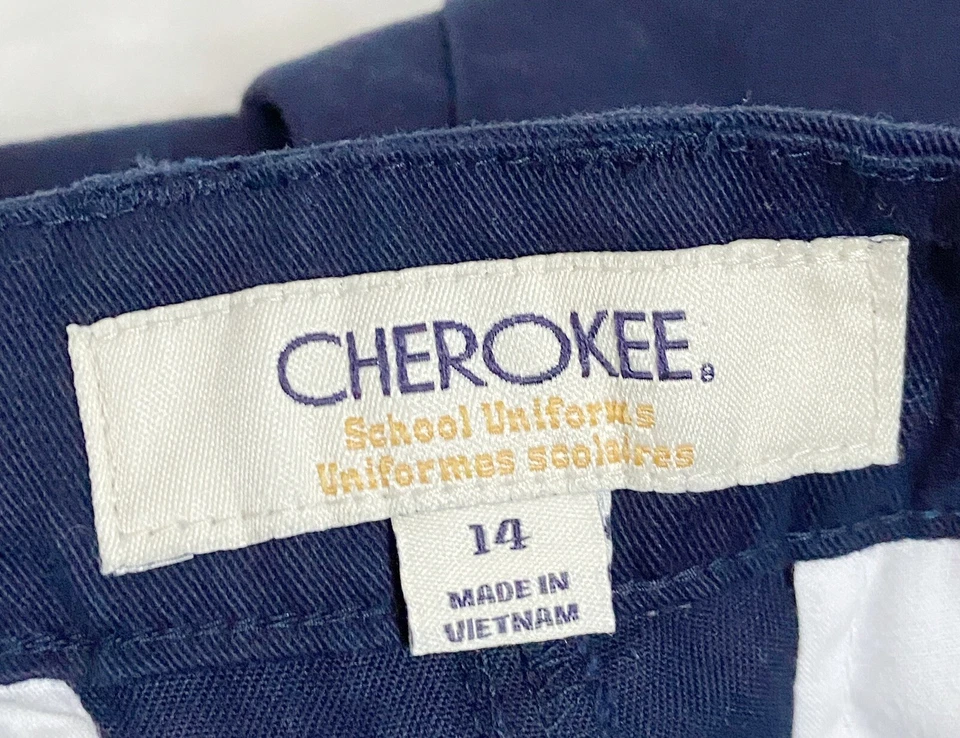 CHEROKEE®
School Uniforms
Uniformes scolaires
14
MADE IN
VIETNAM